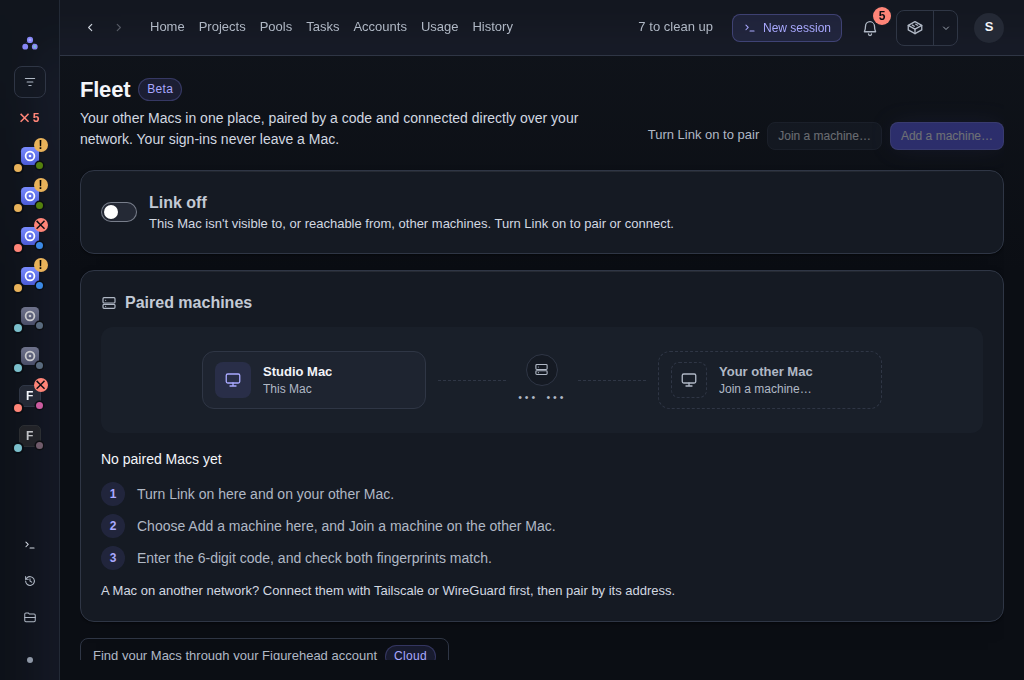 Home Projects Pools Tasks Accounts Usage History 7 to clean up New session 5 S
5
!
!
!
F
F
Fleet Beta
Your other Macs in one place, paired by a code and connected directly over your
network. Your sign-ins never leave a Mac.
Turn Link on to pair Join a machine… Add a machine…
Link off
This Mac isn't visible to, or reachable from, other machines. Turn Link on to pair or connect.
Paired machines
Studio Mac
This Mac
••• •••
Your other Mac
Join a machine…
No paired Macs yet
1 Turn Link on here and on your other Mac.
2 Choose Add a machine here, and Join a machine on the other Mac.
3 Enter the 6-digit code, and check both fingerprints match.
A Mac on another network? Connect them with Tailscale or WireGuard first, then pair by its address.
Find your Macs through your Figurehead account Cloud